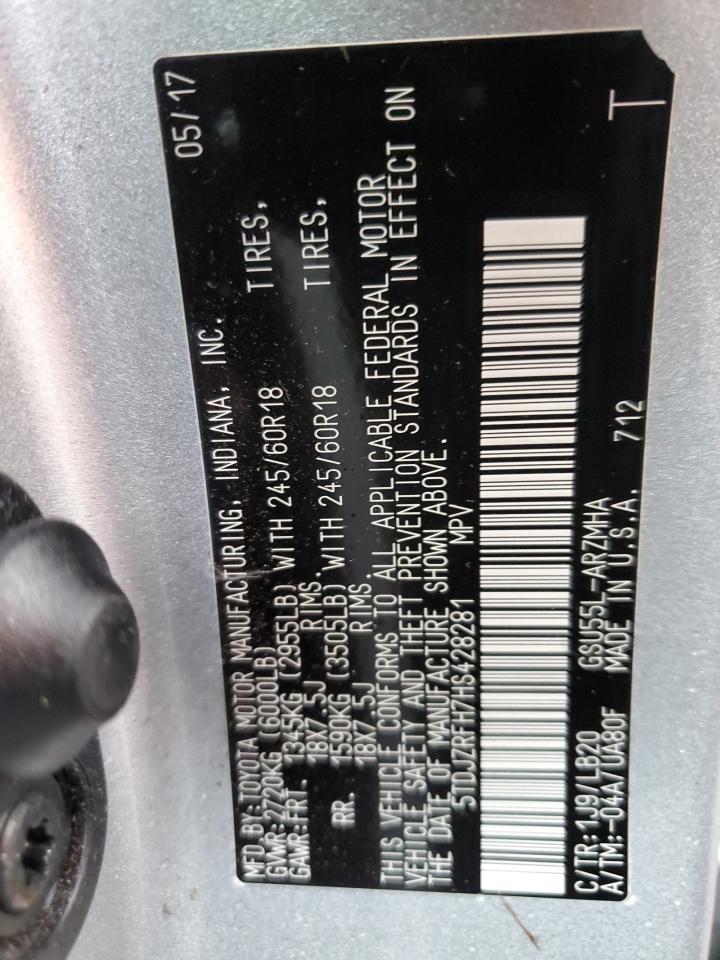 MFD.BY:TOYOTA MOTOR MANUFACTURING, INDIANA, INC. 05/17
GVWR:2720KG (6000LB)
GAWR:FRT. 1345KG (2955LB) WITH 245/60R18 TIRES,
18X7.5J RIMS.
RR. 1590KG (3505LB) WITH 245/60R18 TIRES,
18X7.5J RIMS.
THIS VEHICLE CONFORMS TO ALL APPLICABLE FEDERAL MOTOR
VEHICLE SAFETY AND THEFT PREVENTION STANDARDS IN EFFECT ON
THE DATE OF MANUFACTURE SHOWN ABOVE.
5TDJZRFH7HS428281 MPV
C/TR:1J9/LB20 GSU55L-ARZMHA
A/TM:-04A/UA80F MADE IN U.S.A. 712
T